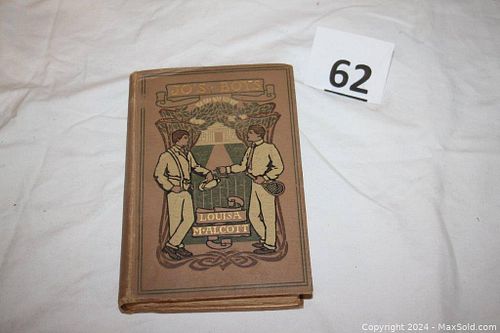 JO'S • BOYS
LOUISA
M•ALCOTT
62
Copyright 2024 - MaxSold.com